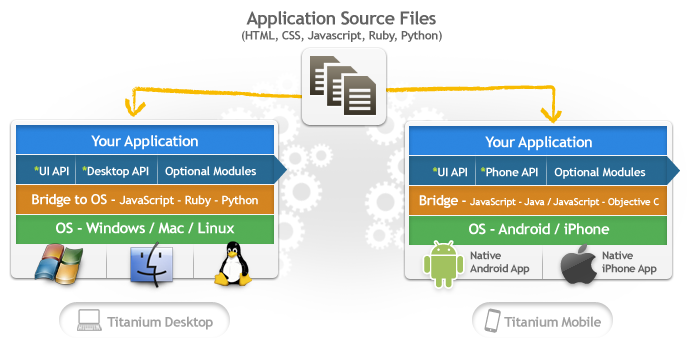 Application Source Files
(HTML, CSS, Javascript, Ruby, Python)
Your Application
*UI API *Desktop API Optional Modules
Bridge to OS - JavaScript - Ruby - Python
OS - Windows / Mac / Linux
Titanium Desktop
Your Application
*UI API *Phone API Optional Modules
Bridge - JavaScript - Java / JavaScript - Objective C
OS - Android / iPhone
Native
Android App
Native
iPhone App
Titanium Mobile